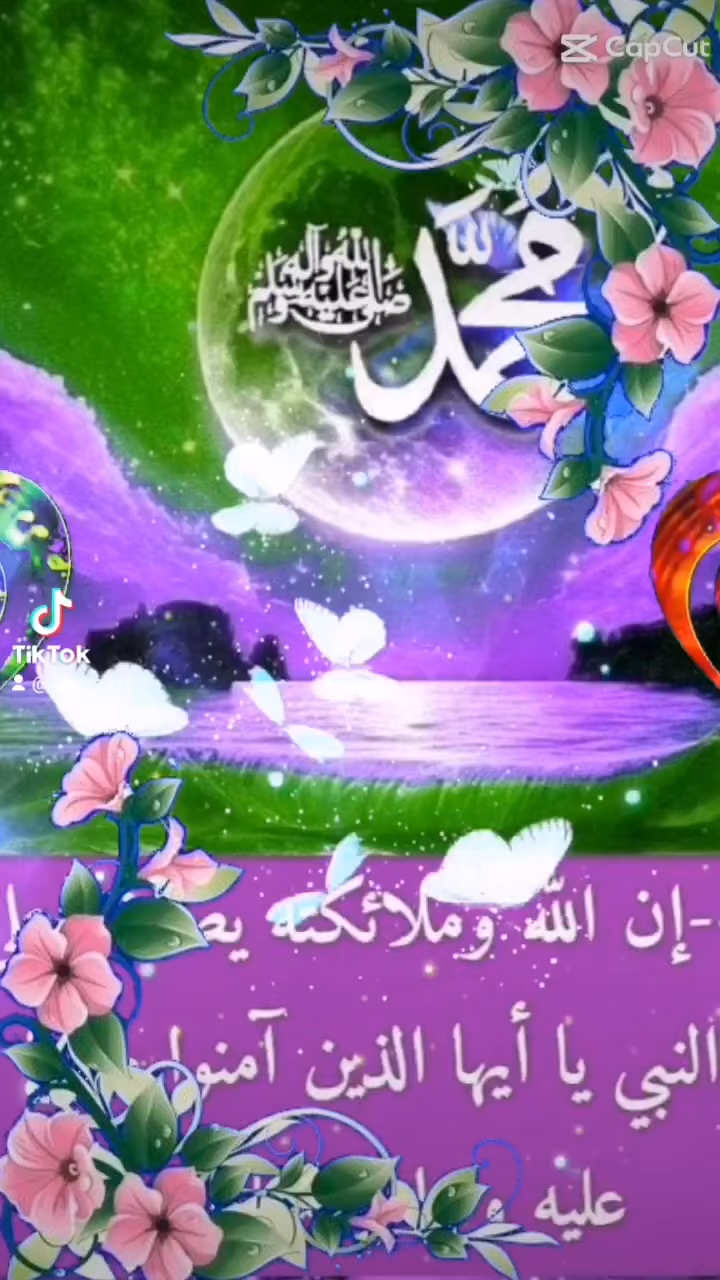 CapCut
محمد
صلى الله عليه وآله وسلم
TikTok
@
-إن الله وملائكته
النبي يا أيها الذين آمنوا
عليه